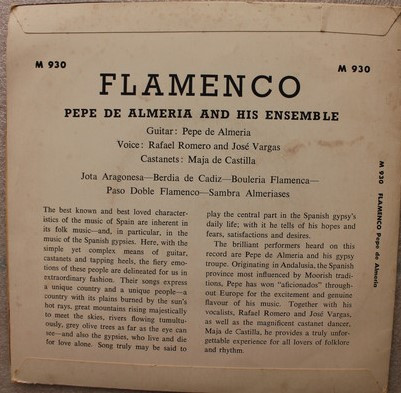 M 930
M 930
FLAMENCO
PEPE DE ALMERIA AND HIS ENSEMBLE
Guitar: Pepe de Almeria
Voice: Rafael Romero and José Vargas
Castanets: Maja de Castilla
Jota Aragonesa—Berdia de Cadiz—Bouleria Flamenca—
Paso Doble Flamenco—Sambra Almeriases
The best known and best loved character-
istics of the music of Spain are inherent in
its folk music—and, in particular, in the
music of the Spanish gypsies. Here, with the
simple yet complex means of guitar,
castanets and tapping heels, the fiery emo-
tions of these people are delineated for us in
extraordinary fashion. Their songs express
a unique country and a unique people—a
country with its plains burned by the sun's
hot rays, great mountains rising majestically
to meet the skies, rivers flowing tumultu-
ously, grey olive trees as far as the eye can
see—and also the gypsies, who live and die
for love alone. Song truly may be said to
play the central part in the Spanish gypsy's
daily life; with it he tells of his hopes and
fears, satisfactions and desires.
The brilliant performers heard on this
record are Pepe de Almeria and his gypsy
troupe. Originating in Andalusia, the Spanish
province most influenced by Moorish tradi-
tions, Pepe has won "aficionados" through-
out Europe for the excitement and genuine
flavour of his music. Together with his
vocalists, Rafael Romero and José Vargas,
as well as the magnificent castanet dancer,
Maja de Castilla, he provides a truly unfor-
gettable experience for all lovers of folklore
and rhythm.
M 930 FLAMENCO Pepe de Almeria